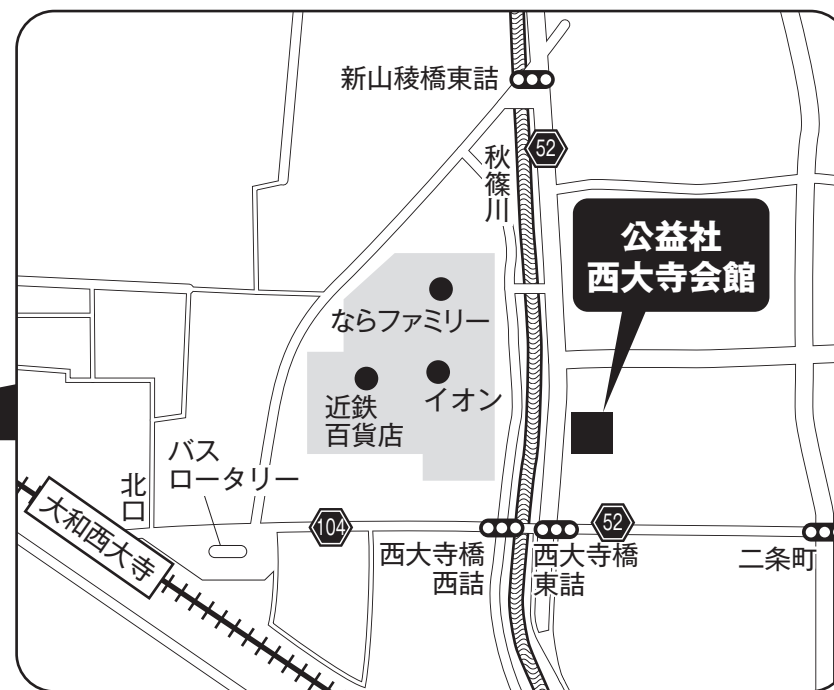 新山稜橋東詰
52
秋篠川
公益社
西大寺会館
ならファミリー
イオン
近鉄
百貨店
バス
ロータリー
北口
大和西大寺
104
西大寺橋
西詰
西大寺橋
東詰
52
二条町